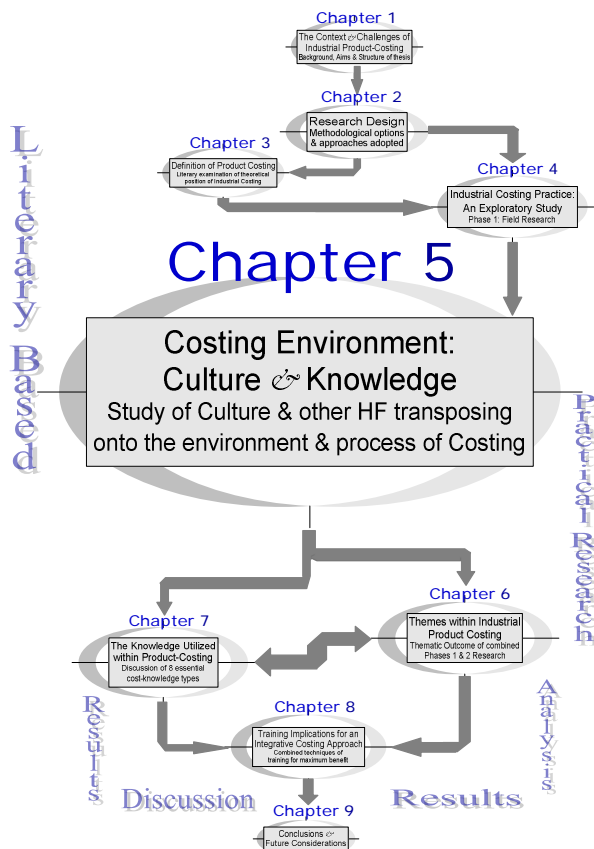 Chapter 1
The Context & Challenges of
Industrial Product-Costing
Background, Aims & Structure of thesis
Chapter 2
Research Design
Methodological options
& approaches adopted
Chapter 3
Definition of Product Costing
Literary examination of theoretical
position of Industrial Costing
Chapter 4
Industrial Costing Practice:
An Exploratory Study
Phase 1: Field Research
Literary Based
Chapter 5
Costing Environment:
Culture & Knowledge
Study of Culture & other HF transposing
onto the environment & process of Costing
Practical Research
Chapter 6
Themes within Industrial
Product Costing
Thematic Outcome of combined
Phases 1 & 2 Research
Chapter 7
The Knowledge Utilized
within Product-Costing
Discussion of 8 essential
cost-knowledge types
Results
Analysis
Chapter 8
Training Implications for an
Integrative Costing Approach
Combined techniques of
training for maximum benefit
Discussion
Results
Chapter 9
Conclusions &
Future Considerations